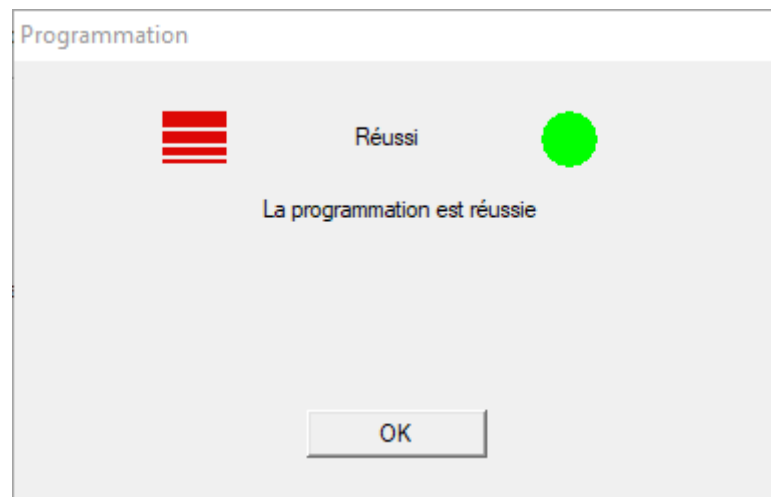 Programmation
Réussi
La programmation est réussie
OK